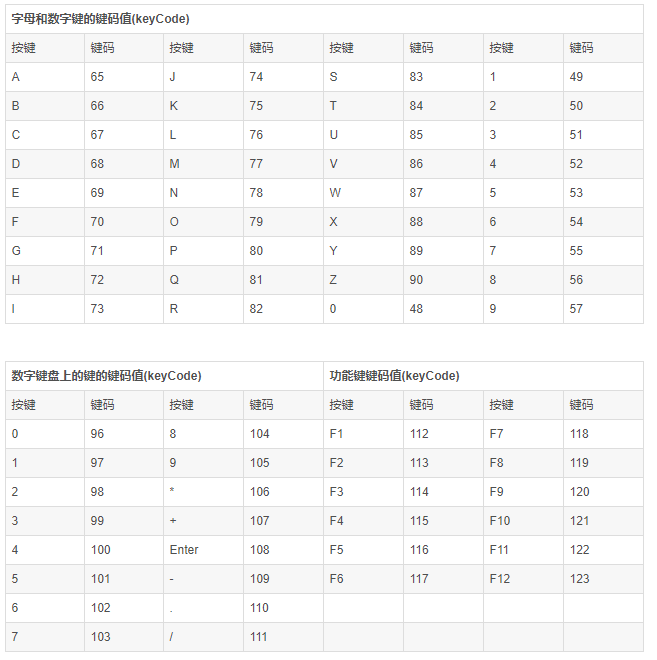 字母和数字键的键码值(keyCode)
按键 键码 按键 键码 按键 键码 按键 键码
A 65 J 74 S 83 1 49
B 66 K 75 T 84 2 50
C 67 L 76 U 85 3 51
D 68 M 77 V 86 4 52
E 69 N 78 W 87 5 53
F 70 O 79 X 88 6 54
G 71 P 80 Y 89 7 55
H 72 Q 81 Z 90 8 56
I 73 R 82 0 48 9 57
数字键盘上的键的键码值(keyCode) 功能键键码值(keyCode)
按键 键码 按键 键码 按键 键码 按键 键码
0 96 8 104 F1 112 F7 118
1 97 9 105 F2 113 F8 119
2 98 * 106 F3 114 F9 120
3 99 + 107 F4 115 F10 121
4 100 Enter 108 F5 116 F11 122
5 101 - 109 F6 117 F12 123
6 102 . 110
7 103 / 111